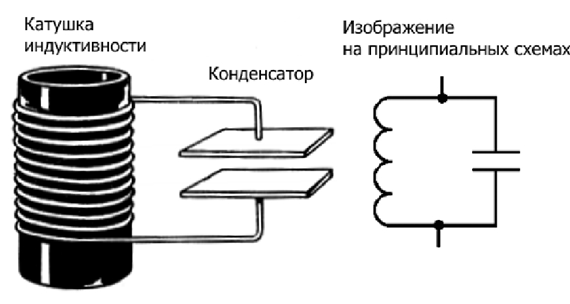 Катушка
индуктивности
Конденсатор
Изображение
на принципиальных схемах